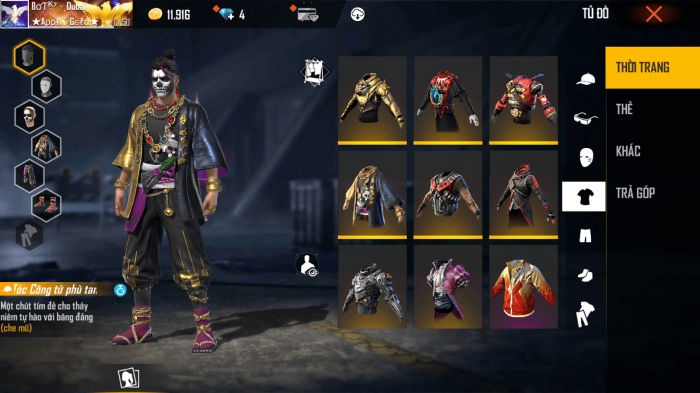 11.916
4
TỦ ĐỒ
THỜI TRANG
THẺ
KHÁC
TRẢ GÓP
Tóc Công tử phù
Một chút tím để cho thấy
niềm tự hào với băng đảng
(che mũ)